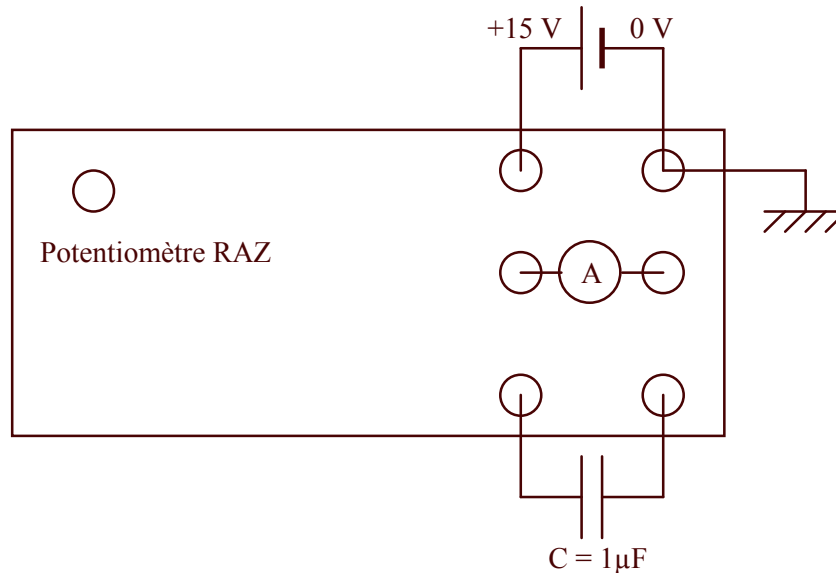 +15 V
0 V
Potentiomètre RAZ
A
C = 1µF